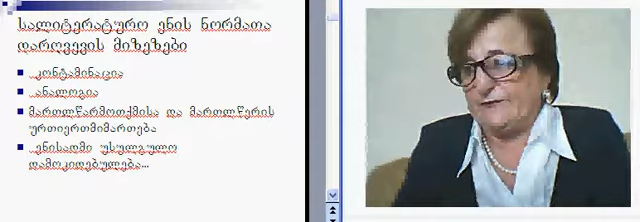 სალიტერატურო ენის ნორმათა
დარღვევის მიზეზები
კონტამინაცია
ანალოგია
მართლწარმოთქმისა და მართლწერის
ურთიერთმიმართება
ენისადმი უსულგულო
დამოკიდებულება...